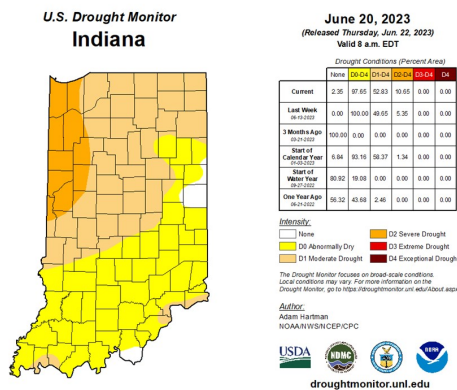 U.S. Drought Monitor
Indiana
June 20, 2023
(Released Thursday, Jun. 22, 2023)
Valid 8 a.m. EDT
Drought Conditions (Percent Area)
None D0-D4 D1-D4 D2-D4 D3-D4 D4
Current 2.35 97.65 52.83 10.65 0.00 0.00
Last Week 06-13-2023 0.00 100.00 49.65 5.35 0.00 0.00
3 Months Ago 03-21-2023 100.00 0.00 0.00 0.00 0.00 0.00
Start of Calendar Year 01-03-2023 6.84 93.16 58.37 1.34 0.00 0.00
Start of Water Year 09-27-2022 80.92 19.08 0.00 0.00 0.00 0.00
One Year Ago 06-21-2022 56.32 43.68 2.46 0.00 0.00 0.00
Intensity:
None
D0 Abnormally Dry
D1 Moderate Drought
D2 Severe Drought
D3 Extreme Drought
D4 Exceptional Drough
The Drought Monitor focuses on broad-scale conditions.
Local conditions may vary. For more information on the
Drought Monitor, go to https://droughtmonitor.unl.edu/About.aspx
Author:
Adam Hartman
NOAA/NWS/NCEP/CPC
USDA
NDMC
NOAA
droughtmonitor.unl.edu